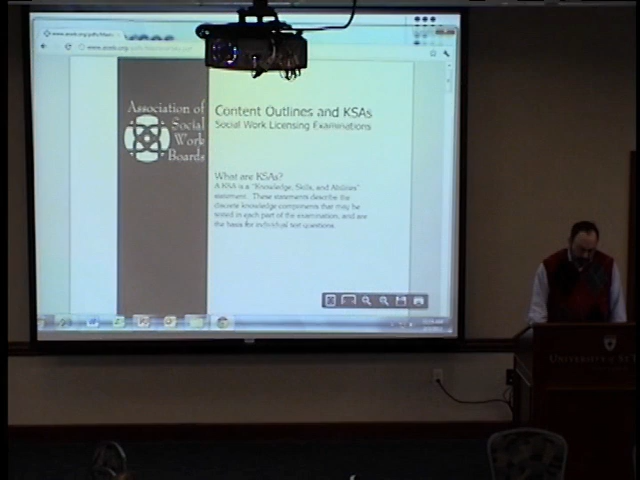 Association of
Social
Work
Boards
Content Outlines and KSAs
Social Work Licensing Examinations
What are KSAs?
A KSA is a "Knowledge, Skills, and Abilities"
statement. These statements describe the
discrete knowledge components that may be
tested in each part of the examination, and are
the basis for individual test questions.
UNIVERSITY